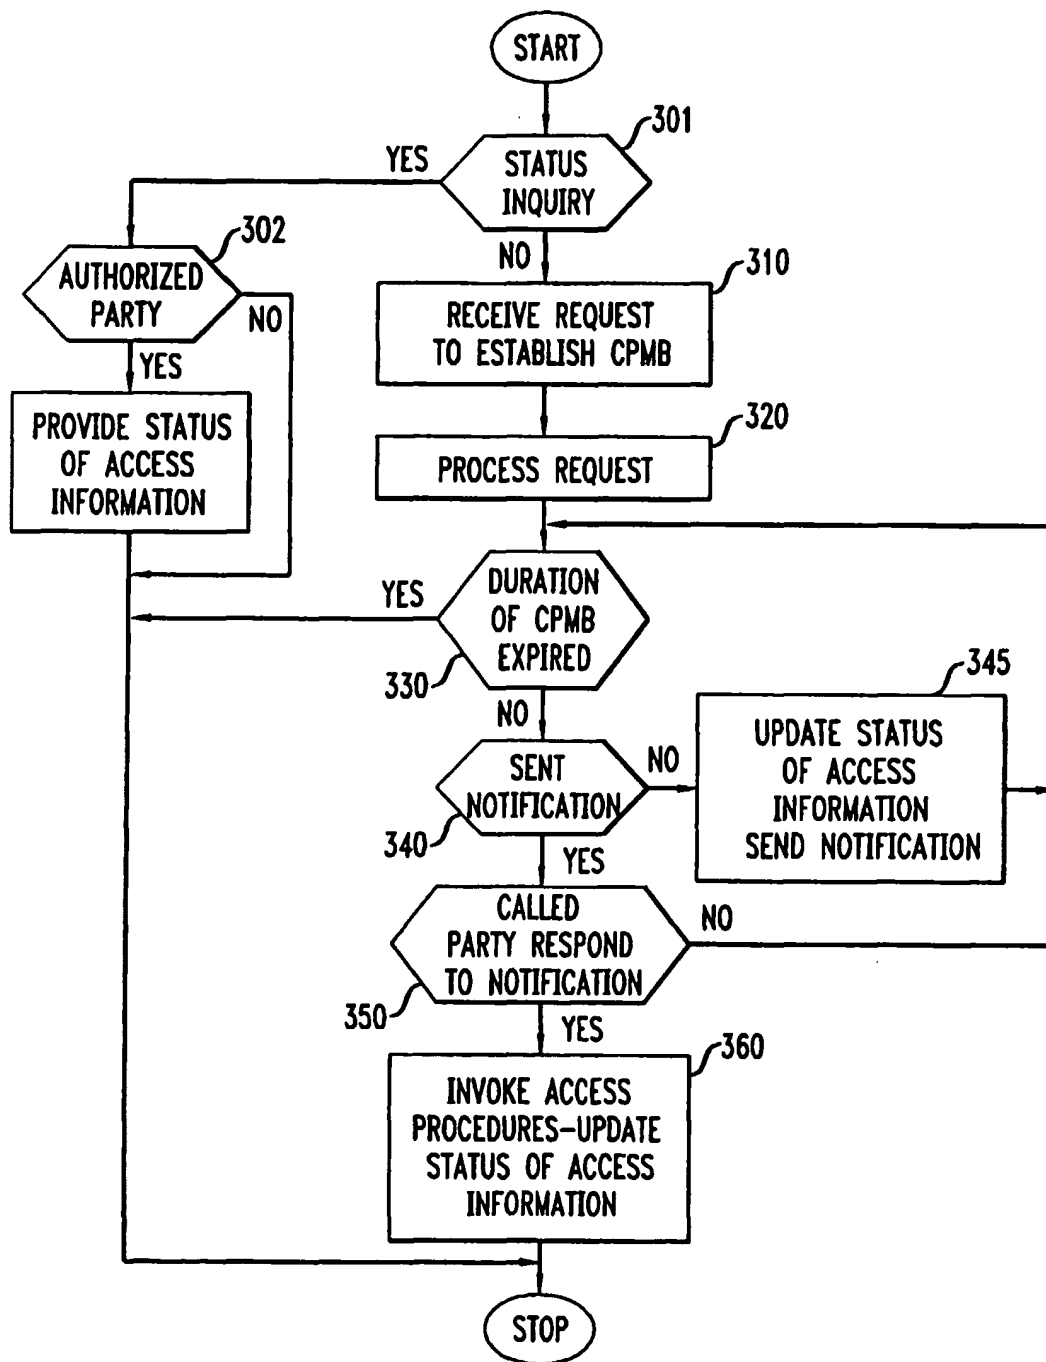 START
301
STATUS
INQUIRY
YES
NO
302
AUTHORIZED
PARTY
NO
YES
PROVIDE STATUS
OF ACCESS
INFORMATION
310
RECEIVE REQUEST
TO ESTABLISH CPMB
320
PROCESS REQUEST
DURATION
OF CPMB
EXPIRED
330
YES
NO
SENT
NOTIFICATION
340
NO
YES
345
UPDATE STATUS
OF ACCESS
INFORMATION
SEND NOTIFICATION
CALLED
PARTY RESPOND
TO NOTIFICATION
350
NO
YES
360
INVOKE ACCESS
PROCEDURES-UPDATE
STATUS OF ACCESS
INFORMATION
STOP